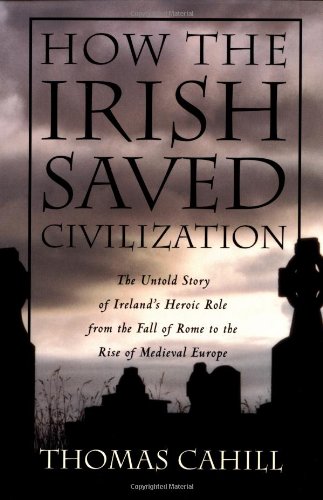 HOW THE
IRISH
SAVED
CIVILIZATION
The Untold Story
of Ireland's Heroic Role
from the Fall of Rome to the
Rise of Medieval Europe
THOMAS CAHILL